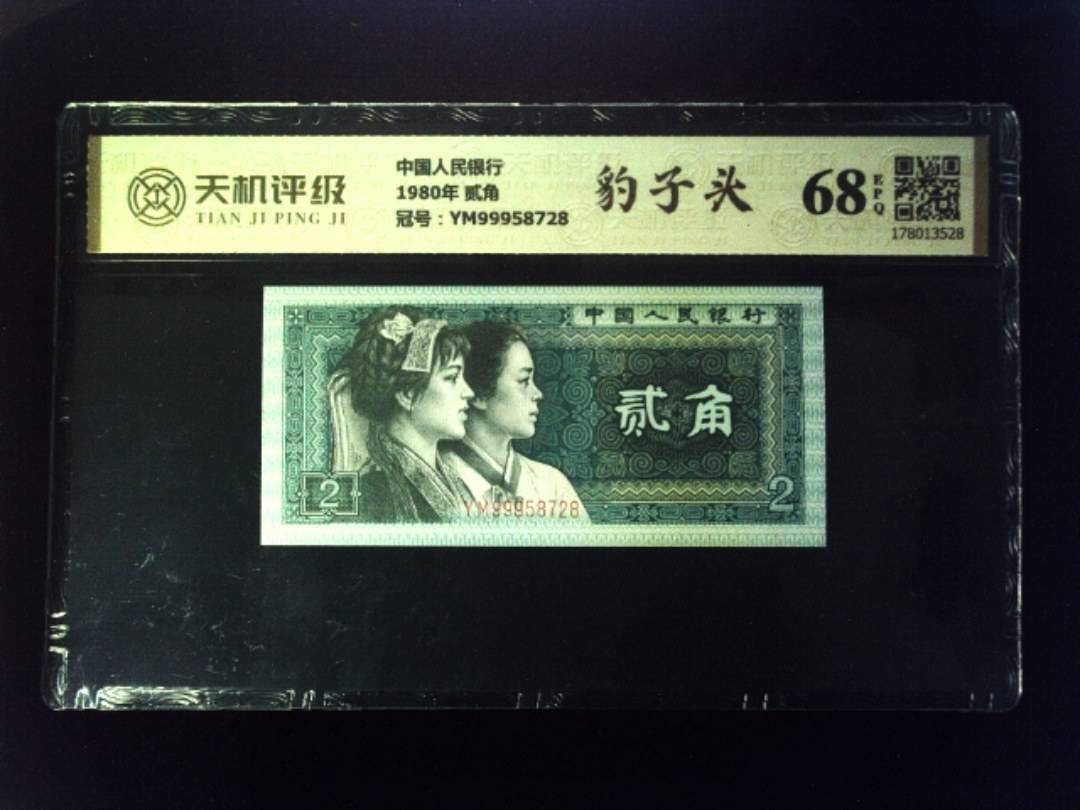 天机评级
TIAN JI PING JI
中国人民银行
1980年 贰角
冠号：YM99958728
豹子头
68
EPQ
178013528
中国人民银行
贰角
2
2
YM99958728